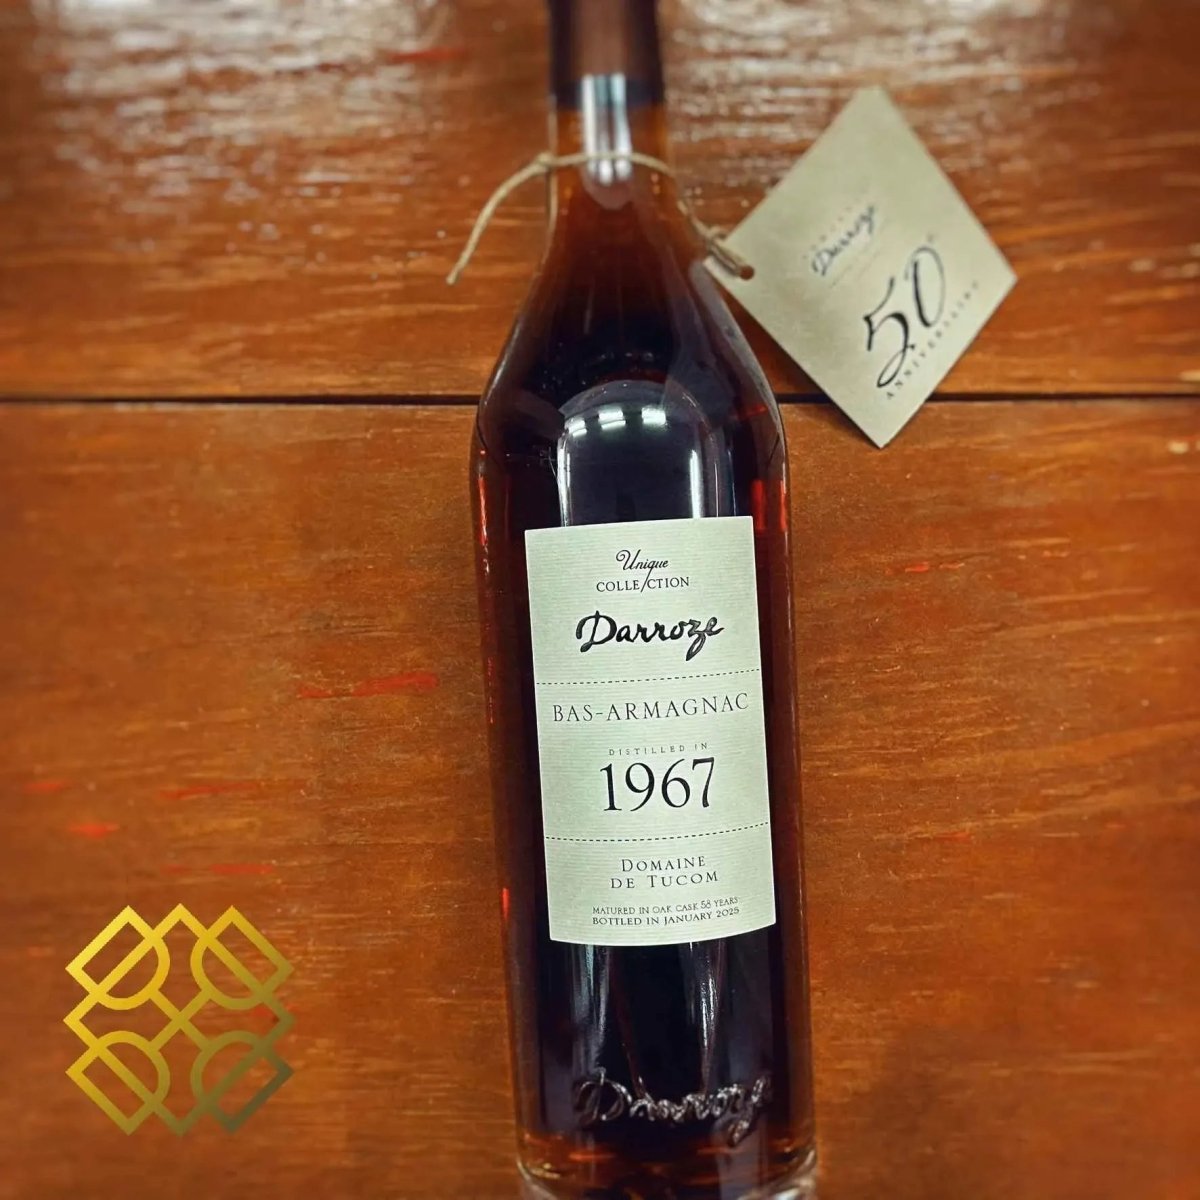 Darroze
50e
ANNIVERSAIRE
Unique
COLLECTION
Darroze
BAS-ARMAGNAC
DISTILLED IN
1967
DOMAINE
DE TUCOM
MATURED IN OAK CASK 58 YEARS
BOTTLED IN JANUARY 2025
Darroze